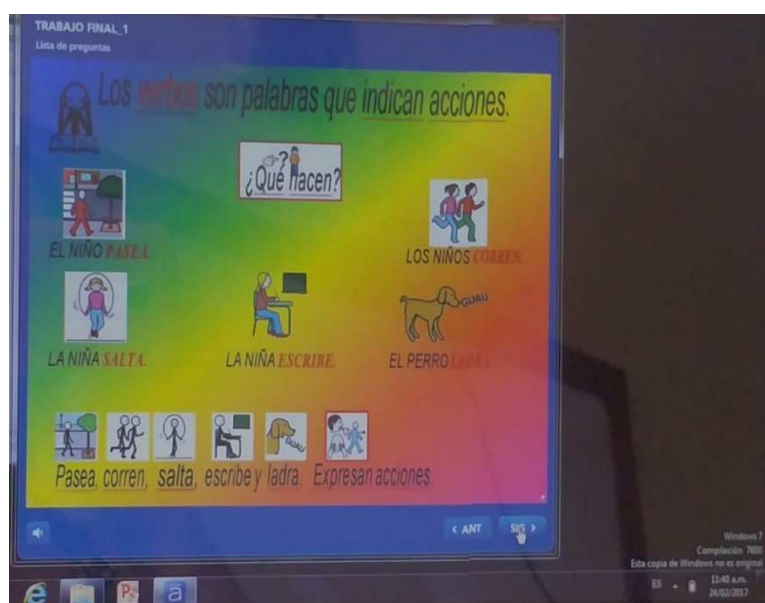 TRABAJO FINAL_1
Lista de preguntas
Los verbos son palabras que indican acciones.
?
¿Qué hacen?
EL NIÑO PASEA.
LOS NIÑOS CORREN.
GUAU
LA NIÑA SALTA.
LA NIÑA ESCRIBE.
EL PERRO LADRA.
GUAU
Pasea, corren, salta, escribe y ladra. Expresan acciones.
< ANT
SIG >
Windows 7
Compilación 7600
Esta copia de Windows no es original
ES
11:40 a.m.
24/02/2017